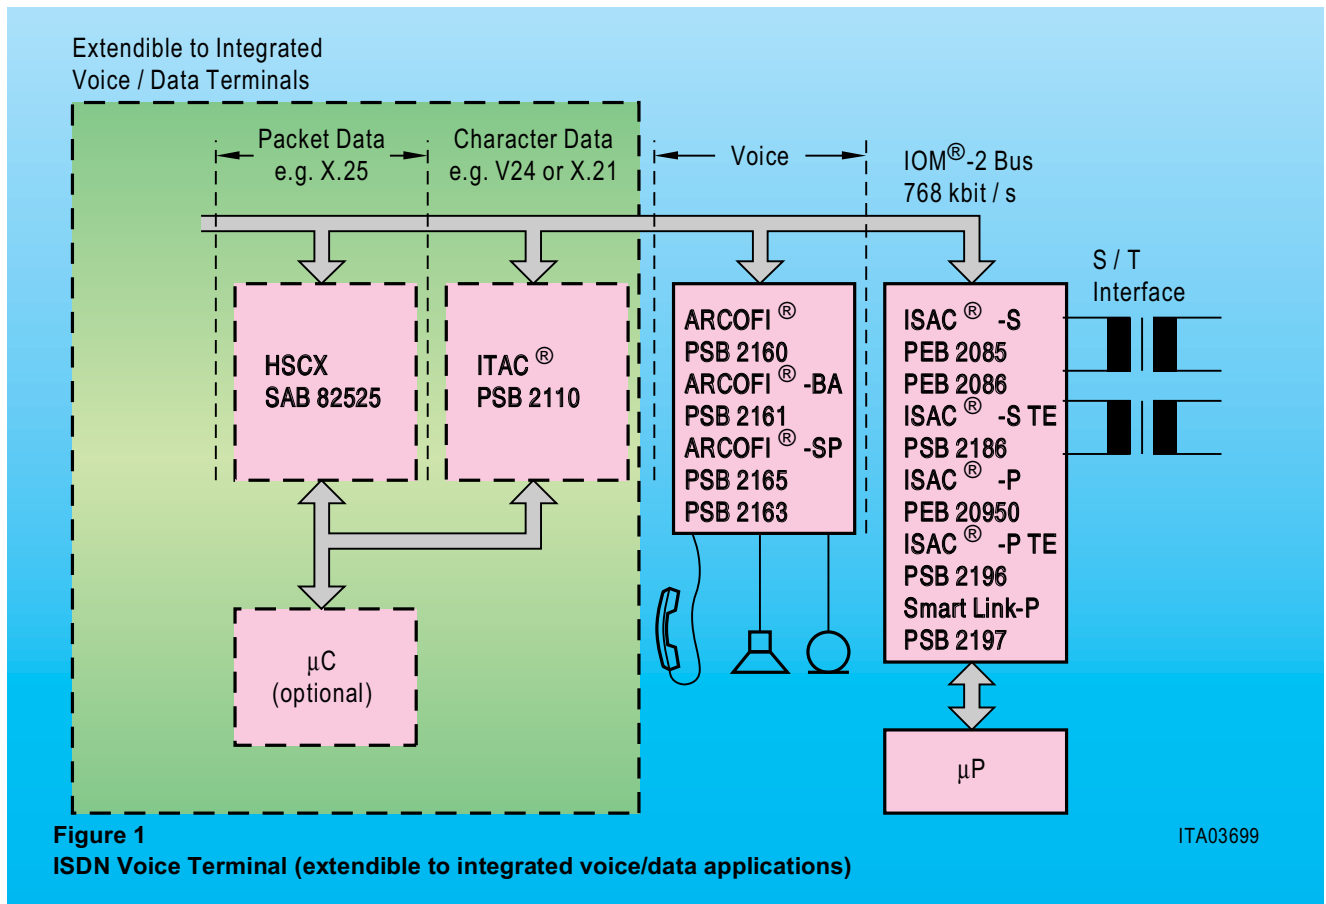 Extendible to Integrated
Voice / Data Terminals
Packet Data
e.g. X.25
Character Data
e.g. V24 or X.21
Voice
IOM®-2 Bus
768 kbit / s
S / T
Interface
HSCX
SAB 82525
ITAC®
PSB 2110
ARCOFI®
PSB 2160
ARCOFI® -BA
PSB 2161
ARCOFI® -SP
PSB 2165
PSB 2163
ISAC® -S
PEB 2085
PEB 2086
ISAC® -S TE
PSB 2186
ISAC® -P
PEB 20950
ISAC® -P TE
PSB 2196
Smart Link-P
PSB 2197
µC
(optional)
µP
Figure 1
ISDN Voice Terminal (extendible to integrated voice/data applications)
ITA03699